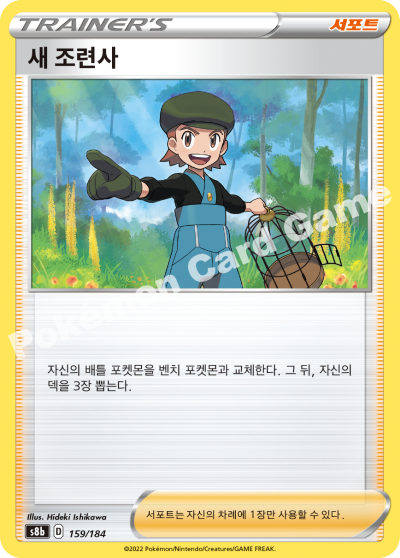 TRAINER'S
서포트
새 조련사
Pokémon Card Game
자신의 배틀 포켓몬을 벤치 포켓몬과 교체한다. 그 뒤, 자신의
덱을 3장 뽑는다.
Illus. Hideki Ishikawa
s8b D 159/184
서포트는 자신의 차례에 1장만 사용할 수 있다.
©2022 Pokémon/Nintendo/Creatures/GAME FREAK.